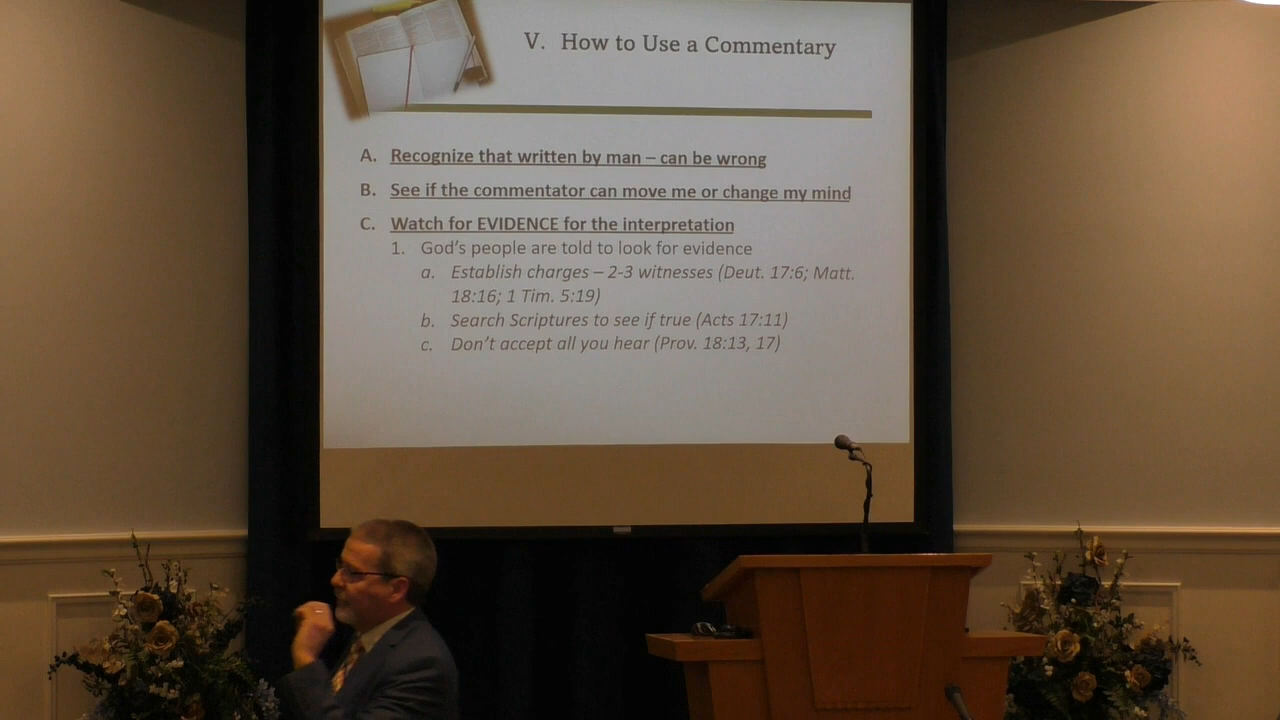 V. How to Use a Commentary
A. Recognize that written by man – can be wrong
B. See if the commentator can move me or change my mind
C. Watch for EVIDENCE for the interpretation
1. God's people are told to look for evidence
a. Establish charges – 2-3 witnesses (Deut. 17:6; Matt.
18:16; 1 Tim. 5:19)
b. Search Scriptures to see if true (Acts 17:11)
c. Don't accept all you hear (Prov. 18:13, 17)